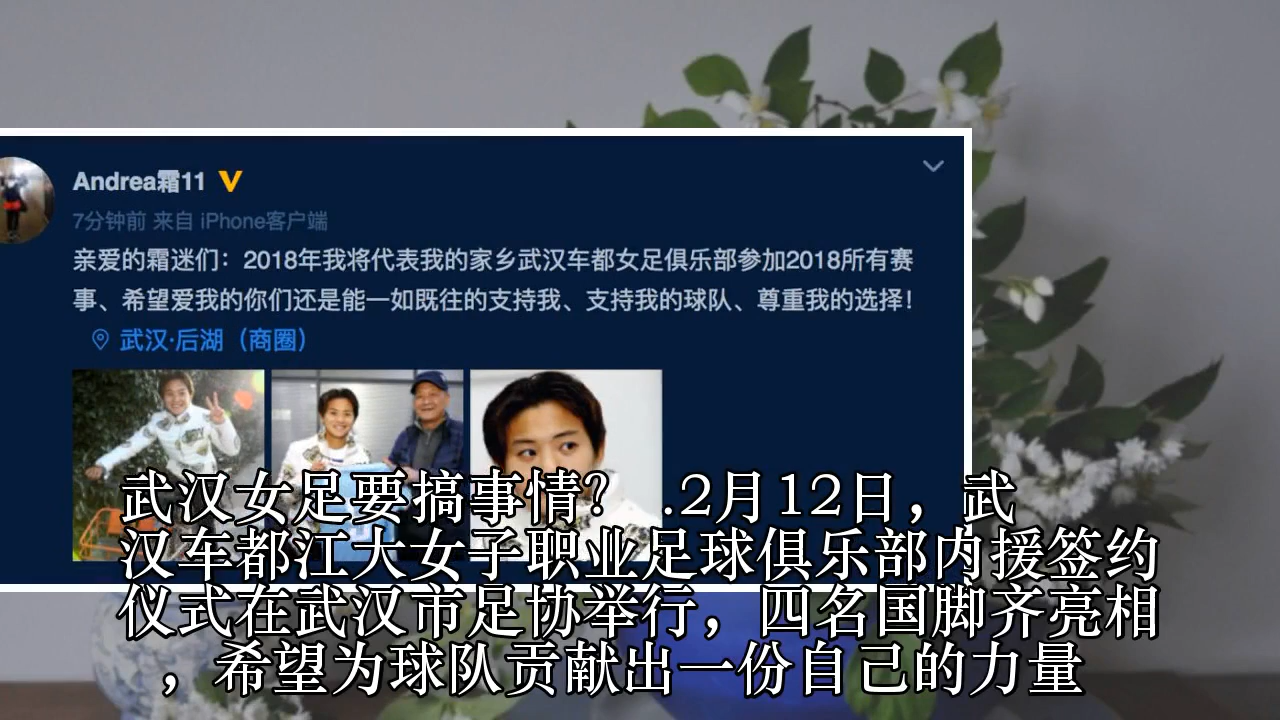 Andrea霜11
7分钟前 来自 iPhone客户端
亲爱的霜迷们：2018年我将代表我的家乡武汉车都女足俱乐部参加2018所有赛
事、希望爱我的你们还是能一如既往的支持我、支持我的球队、尊重我的选择！
武汉·后湖（商圈）
武汉女足要搞事情？ .2月12日，武
汉车都江大女子职业足球俱乐部内援签约
仪式在武汉市足协举行，四名国脚齐亮相
，希望为球队贡献出一份自己的力量